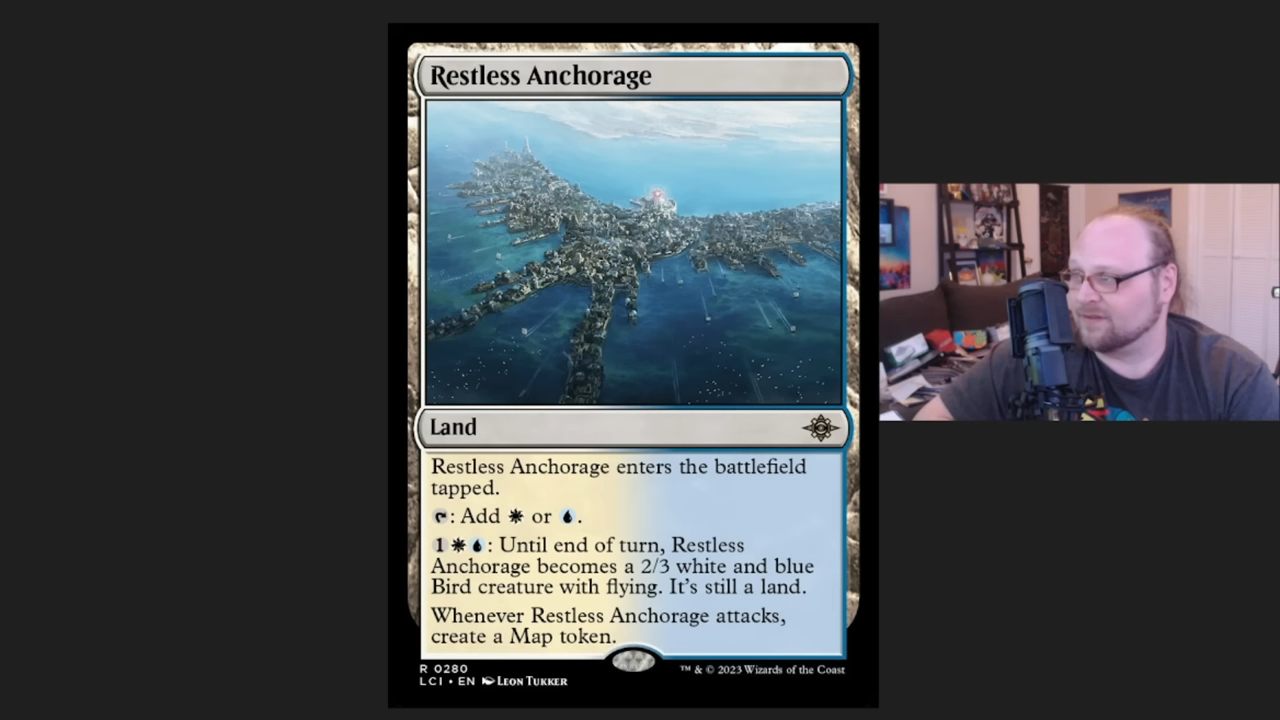 Restless Anchorage
Land
Restless Anchorage enters the battlefield
tapped.
: Add or .
1 : Until end of turn, Restless
Anchorage becomes a 2/3 white and blue
Bird creature with flying. It's still a land.
Whenever Restless Anchorage attacks,
create a Map token.
R 0280
LCI • EN Leon Tukker
™ & © 2023 Wizards of the Coast